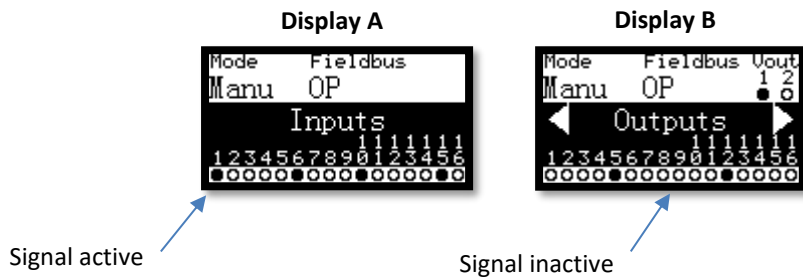 Display A
Display B
Mode Fieldbus
Manu OP
Inputs
1111111
1234567890123456
Mode Fieldbus Vout
1 2
Manu OP
Outputs
1111111
1234567890123456
Signal active
Signal inactive